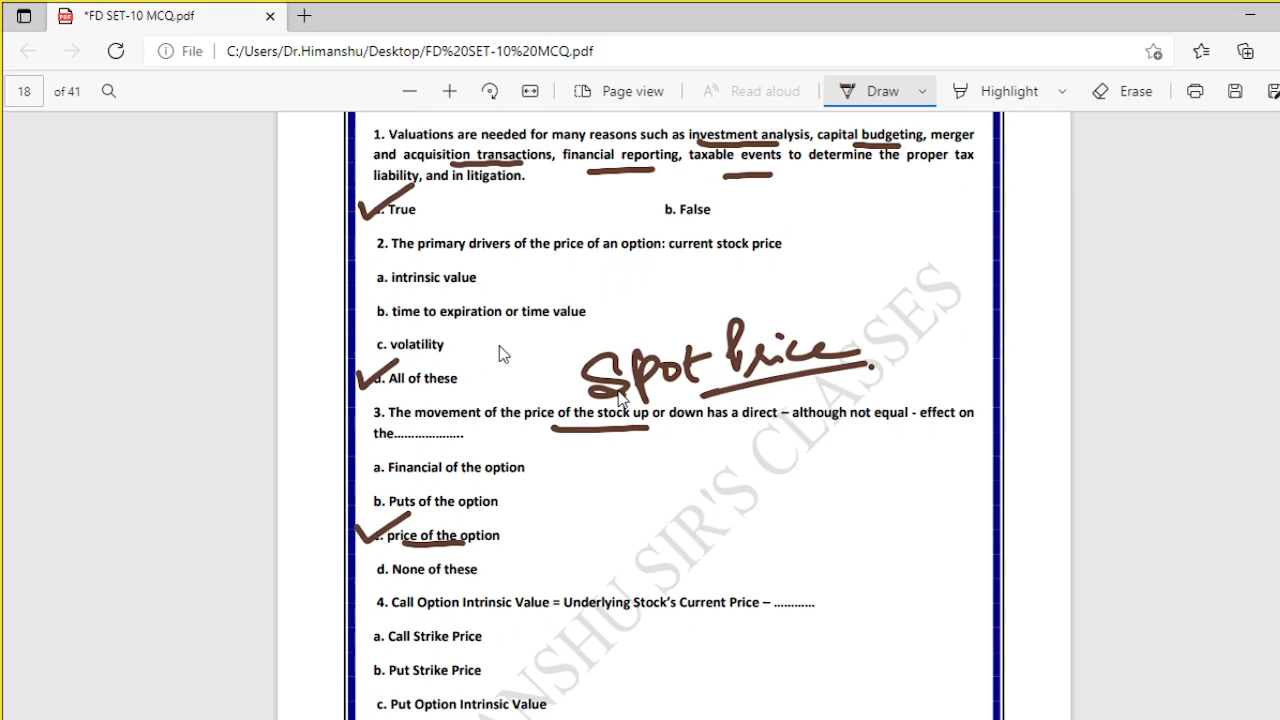 *FD SET-10 MCQ.pdf
File C:/Users/Dr.Himanshu/Desktop/FD%20SET-10%20MCQ.pdf
18 of 41 Page view Read aloud Draw Highlight Erase
1. Valuations are needed for many reasons such as investment analysis, capital budgeting, merger
and acquisition transactions, financial reporting, taxable events to determine the proper tax
liability, and in litigation.
True b. False
2. The primary drivers of the price of an option: current stock price
a. intrinsic value
b. time to expiration or time value
c. volatility
Spot Price.
All of these
3. The movement of the price of the stock up or down has a direct – although not equal - effect on
the………………..
a. Financial of the option
b. Puts of the option
price of the option
d. None of these
4. Call Option Intrinsic Value = Underlying Stock's Current Price – …………
a. Call Strike Price
b. Put Strike Price
c. Put Option Intrinsic Value
ANSHU SIR'S CLASSES